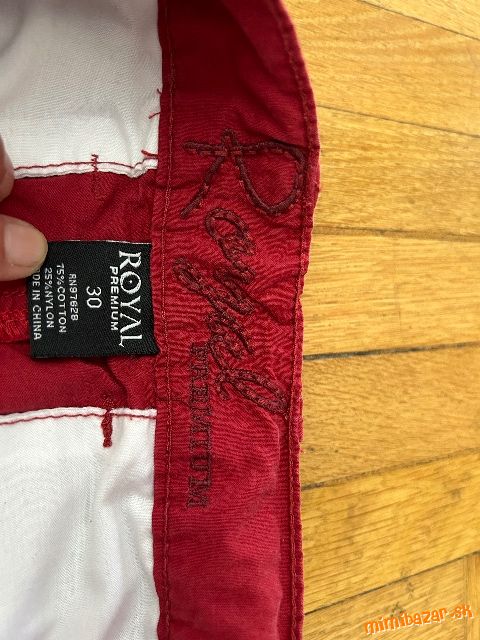 ROYAL
PREMIUM
30
RN97628
75%COTTON
25%NYLON
MADE IN CHINA
Royal
PREMIUM
mimibazar.sk